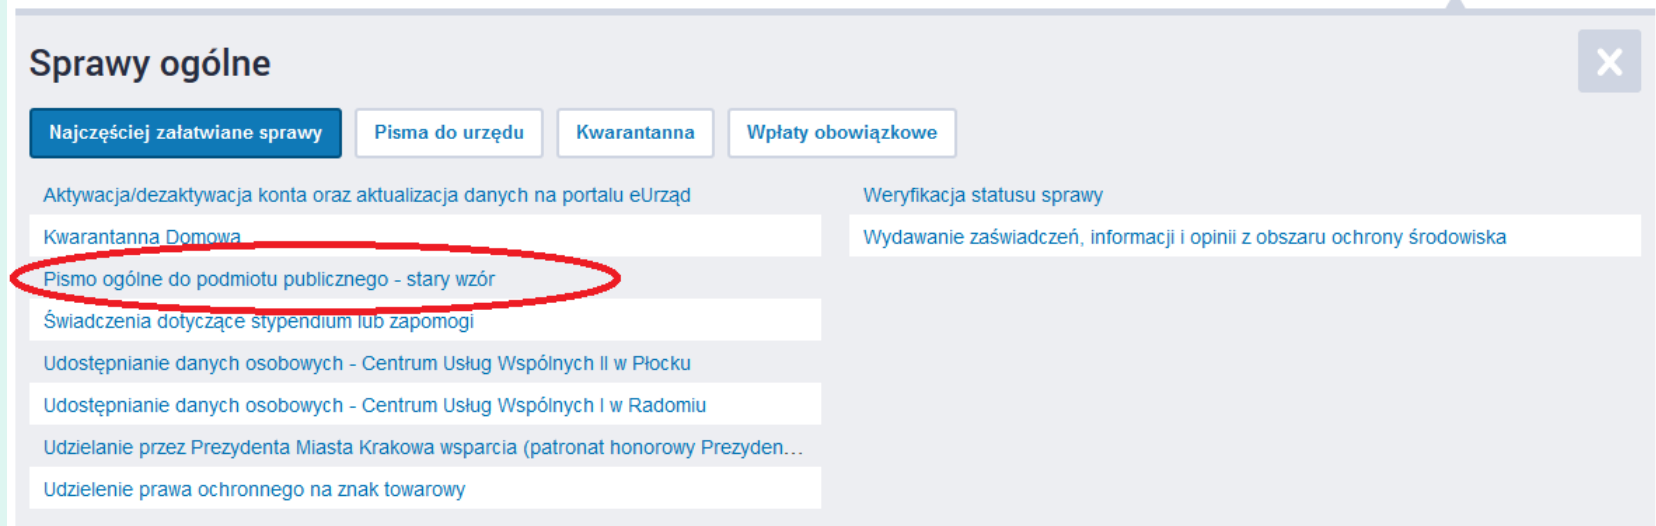 Sprawy ogólne
Najczęściej załatwiane sprawy
Pisma do urzędu
Kwarantanna
Wpłaty obowiązkowe
Aktywacja/dezaktywacja konta oraz aktualizacja danych na portalu eUrząd
Kwarantanna Domowa
Pismo ogólne do podmiotu publicznego - stary wzór
Świadczenia dotyczące stypendium lub zapomogi
Udostępnianie danych osobowych - Centrum Usług Wspólnych II w Płocku
Udostępnianie danych osobowych - Centrum Usług Wspólnych I w Radomiu
Udzielanie przez Prezydenta Miasta Krakowa wsparcia (patronat honorowy Prezyden...
Udzielenie prawa ochronnego na znak towarowy
Weryfikacja statusu sprawy
Wydawanie zaświadczeń, informacji i opinii z obszaru ochrony środowiska